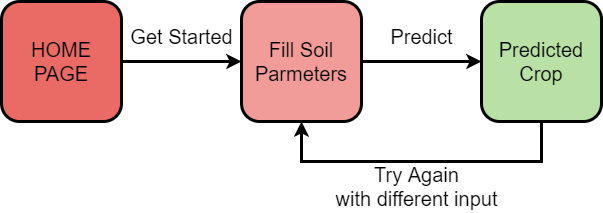 HOME
PAGE
Get Started
Fill Soil
Parmeters
Predict
Predicted
Crop
Try Again
with different input